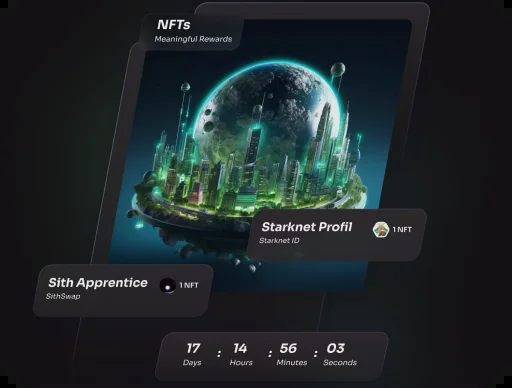 NFTs
Meaningful Rewards
Starknet Profil
Starknet ID
1 NFT
Sith Apprentice
SithSwap
1 NFT
17 : 14 : 56 : 03
Days Hours Minutes Seconds